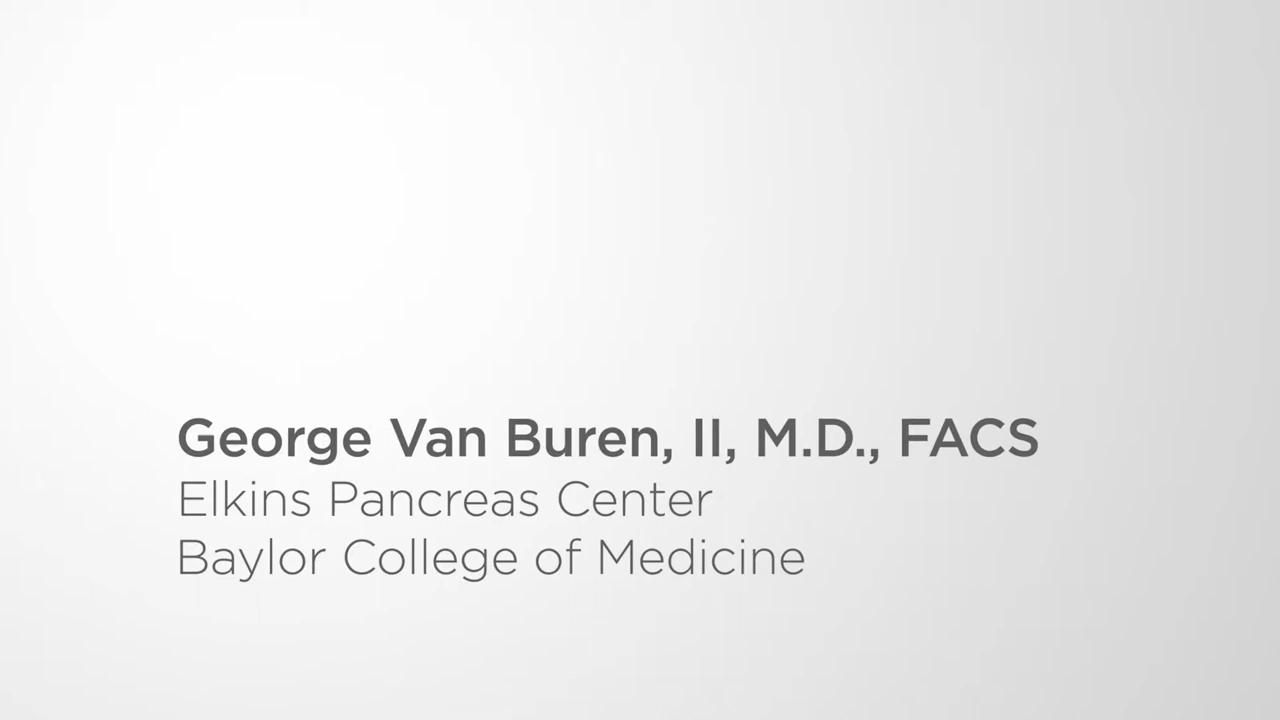 George Van Buren, II, M.D., FACS
Elkins Pancreas Center
Baylor College of Medicine